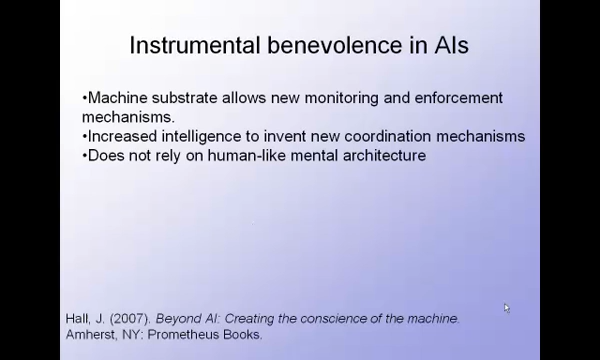 Instrumental benevolence in AIs
•Machine substrate allows new monitoring and enforcement
mechanisms.
•Increased intelligence to invent new coordination mechanisms
•Does not rely on human-like mental architecture
Hall, J. (2007). Beyond AI: Creating the conscience of the machine.
Amherst, NY: Prometheus Books.